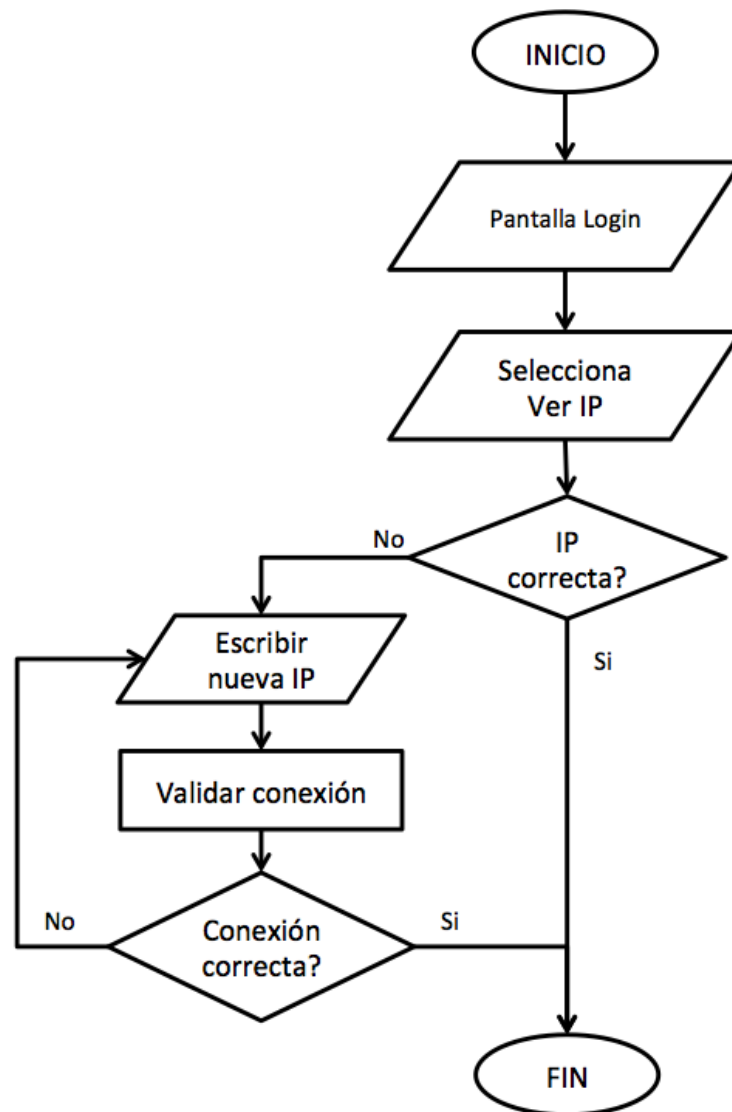 INICIO
Pantalla Login
Selecciona
Ver IP
IP
correcta?
No
Si
Escribir
nueva IP
Validar conexión
Conexión
correcta?
No
Si
FIN